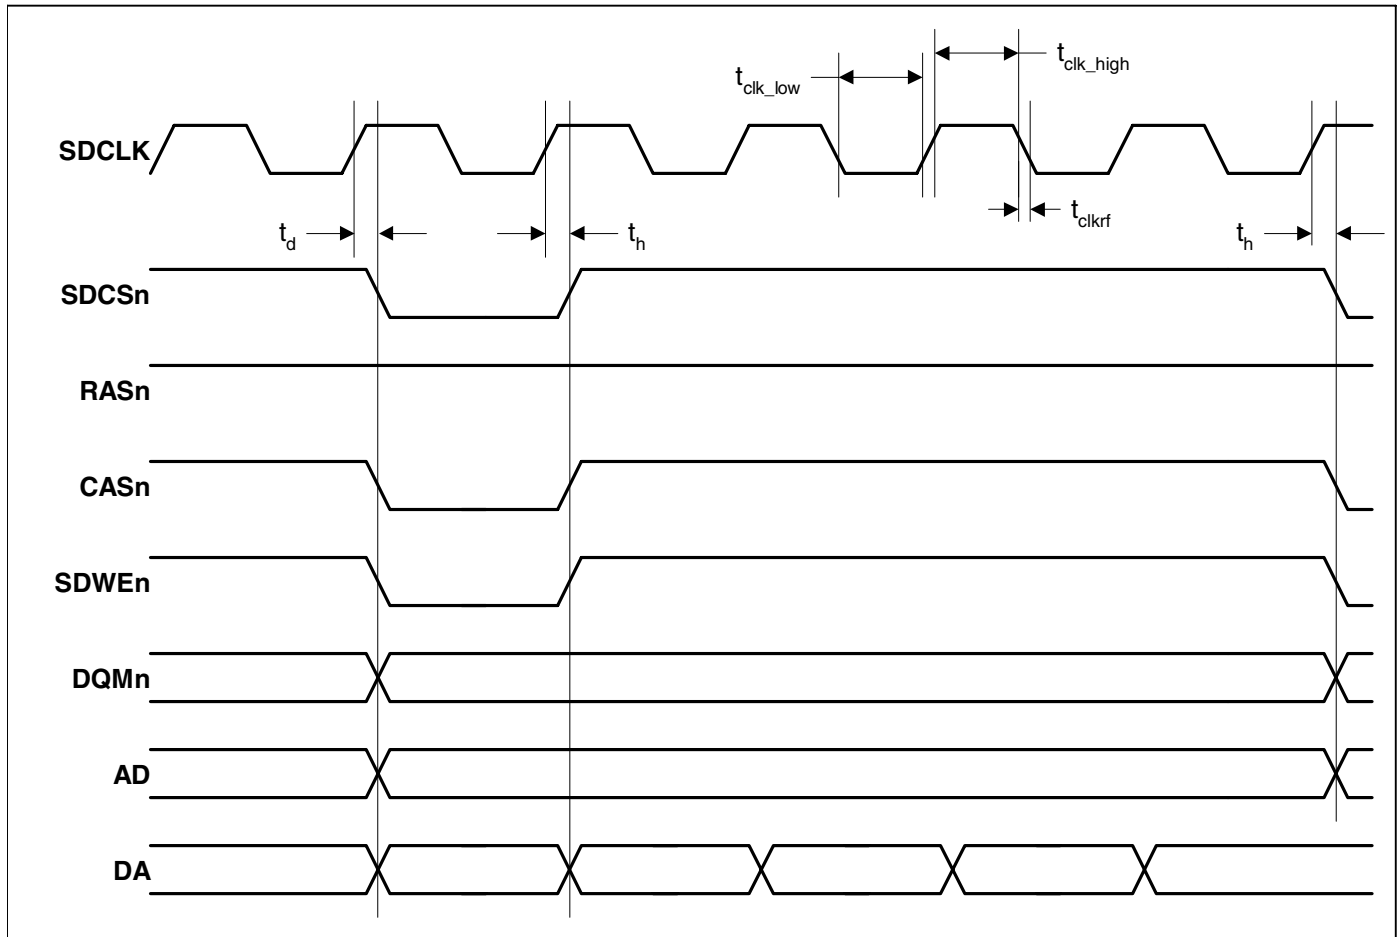 t_clk_high
t_clk_low
SDCLK
t_clkrf
t_d
t_h
t_h
SDCSn
RASn
CASn
SDWEn
DQMn
AD
DA